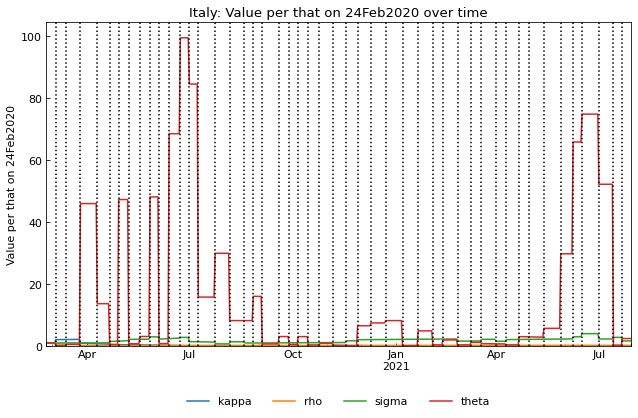 Italy: Value per that on 24Feb2020 over time
Value per that on 24Feb2020
100
80
60
40
20
0
Apr Jul Oct Jan Apr Jul
2021
kappa rho sigma theta